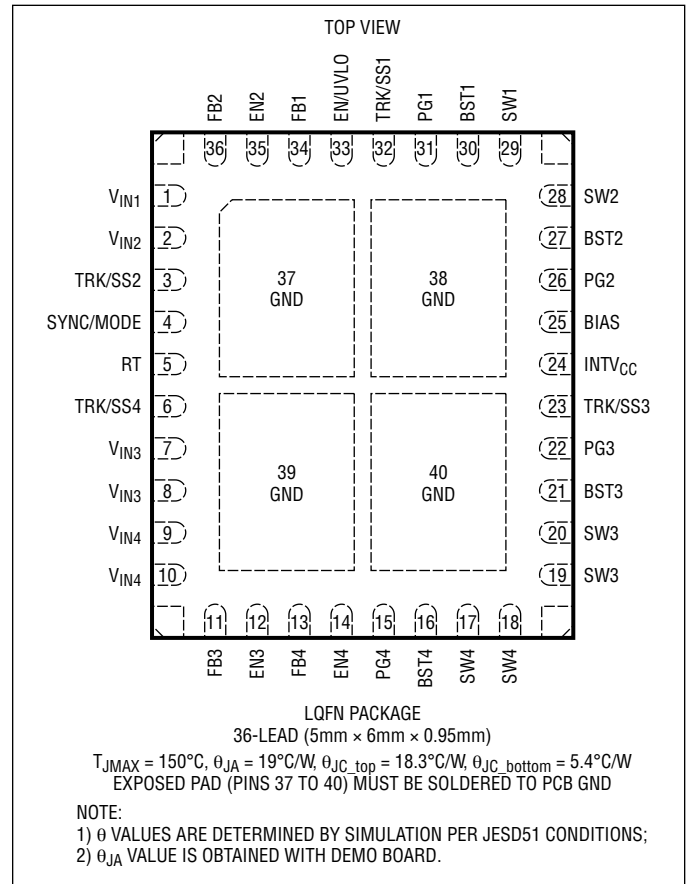 TOP VIEW
FB2
EN2
FB1
EN/UVLO
TRK/SS1
PG1
BST1
SW1
36 35 34 33 32 31 30 29
VIN1 1
VIN2 2
TRK/SS2 3
SYNC/MODE 4
RT 5
TRK/SS4 6
VIN3 7
VIN3 8
VIN4 9
VIN4 10
37
GND
38
GND
39
GND
40
GND
28 SW2
27 BST2
26 PG2
25 BIAS
24 INTVCC
23 TRK/SS3
22 PG3
21 BST3
20 SW3
19 SW3
11 12 13 14 15 16 17 18
FB3
EN3
FB4
EN4
PG4
BST4
SW4
SW4
LQFN PACKAGE
36-LEAD (5mm × 6mm × 0.95mm)
TJMAX = 150°C, θJA = 19°C/W, θJC_top = 18.3°C/W, θJC_bottom = 5.4°C/W
EXPOSED PAD (PINS 37 TO 40) MUST BE SOLDERED TO PCB GND
NOTE:
1) θ VALUES ARE DETERMINED BY SIMULATION PER JESD51 CONDITIONS;
2) θJA VALUE IS OBTAINED WITH DEMO BOARD.